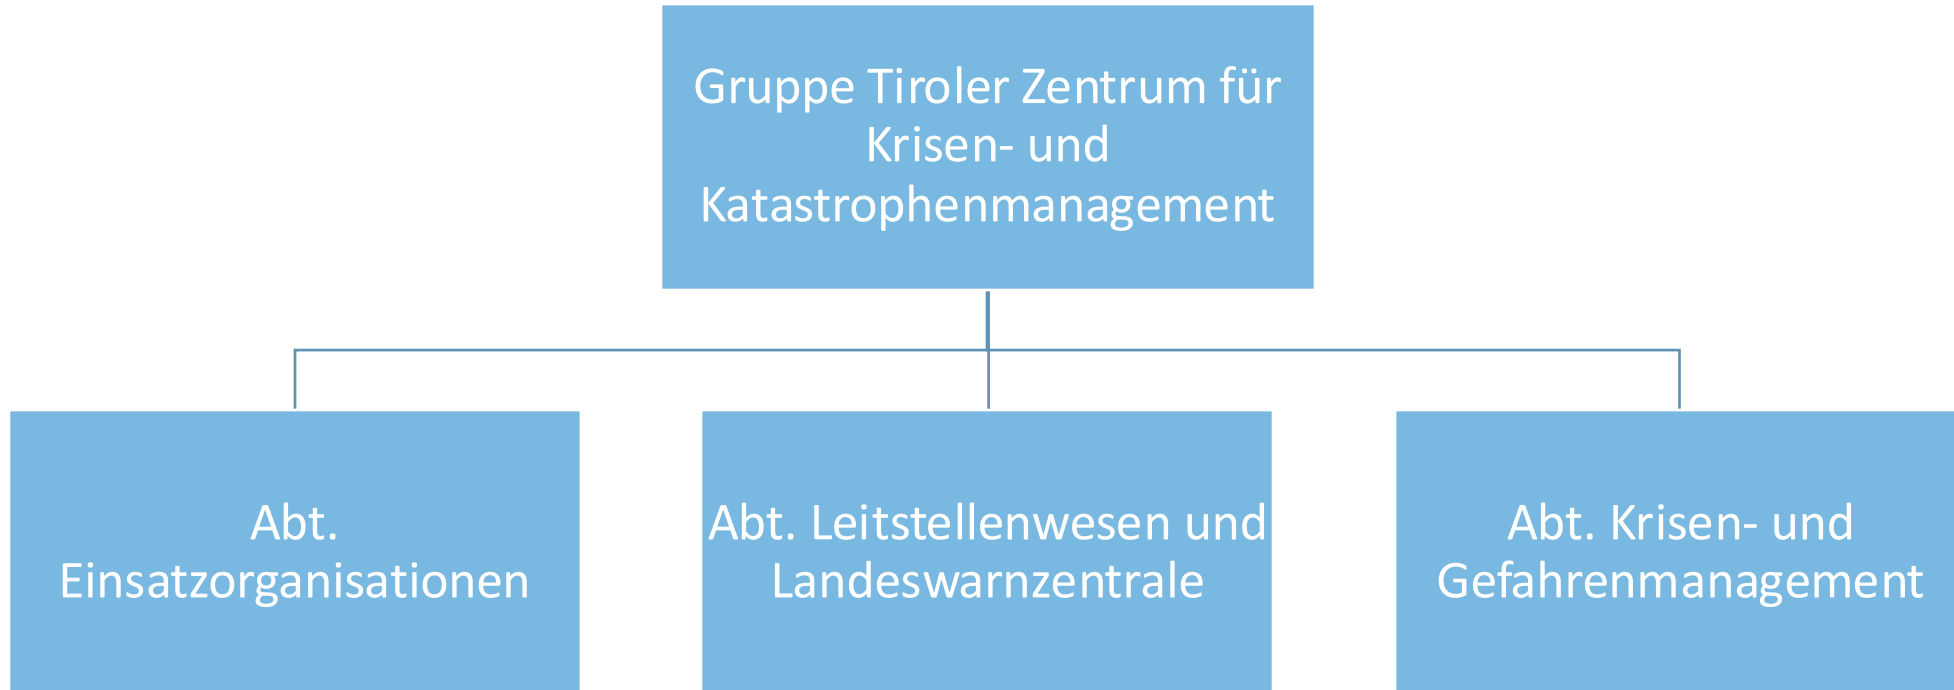 Gruppe Tiroler Zentrum für
Krisen- und
Katastrophenmanagement
Abt.
Einsatzorganisationen
Abt. Leitstellenwesen und
Landeswarnzentrale
Abt. Krisen- und
Gefahrenmanagement